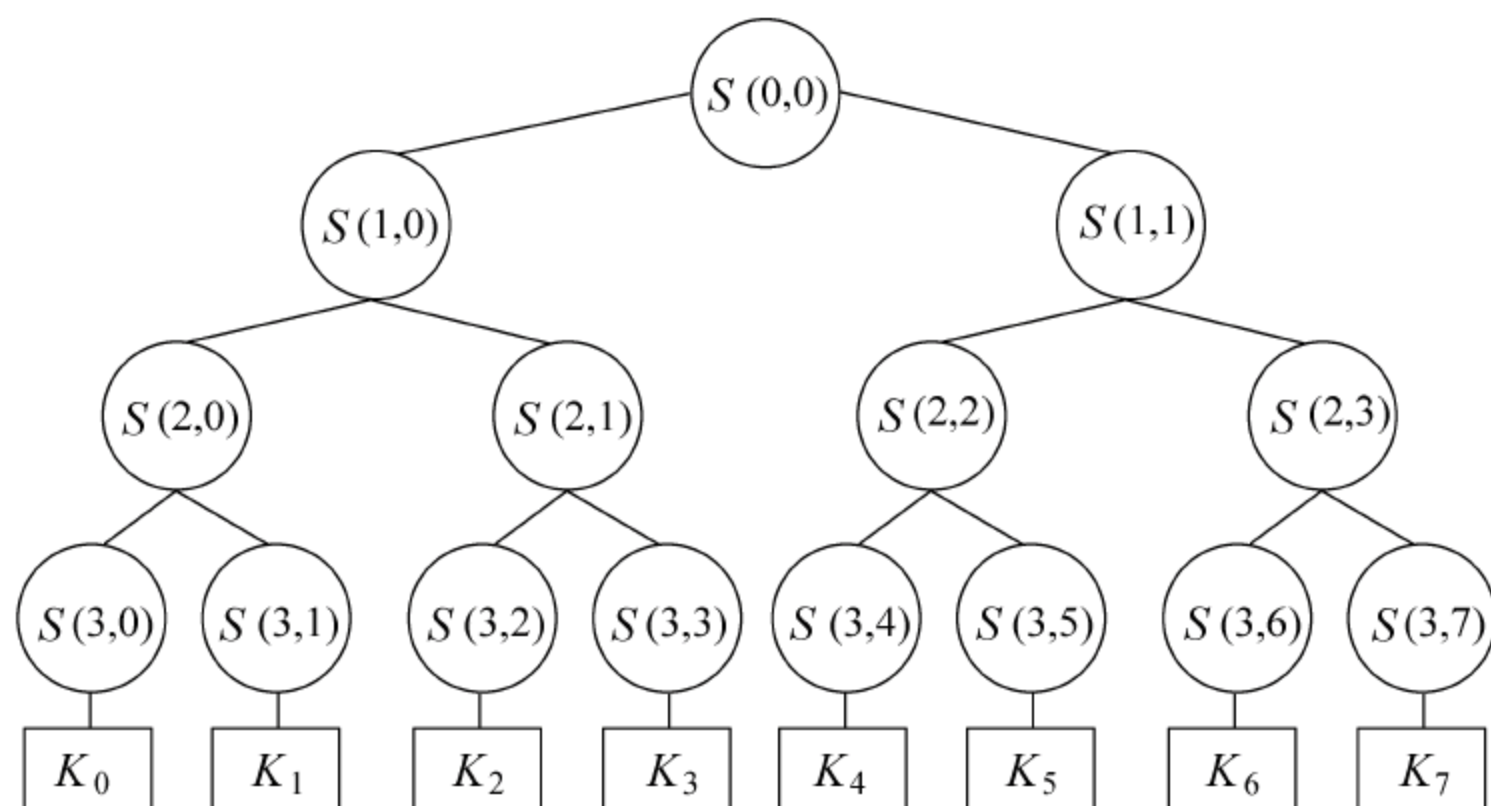 S (0,0)
S (1,0) S (1,1)
S (2,0) S (2,1) S (2,2) S (2,3)
S (3,0) S (3,1) S (3,2) S (3,3) S (3,4) S (3,5) S (3,6) S (3,7)
K0 K1 K2 K3 K4 K5 K6 K7